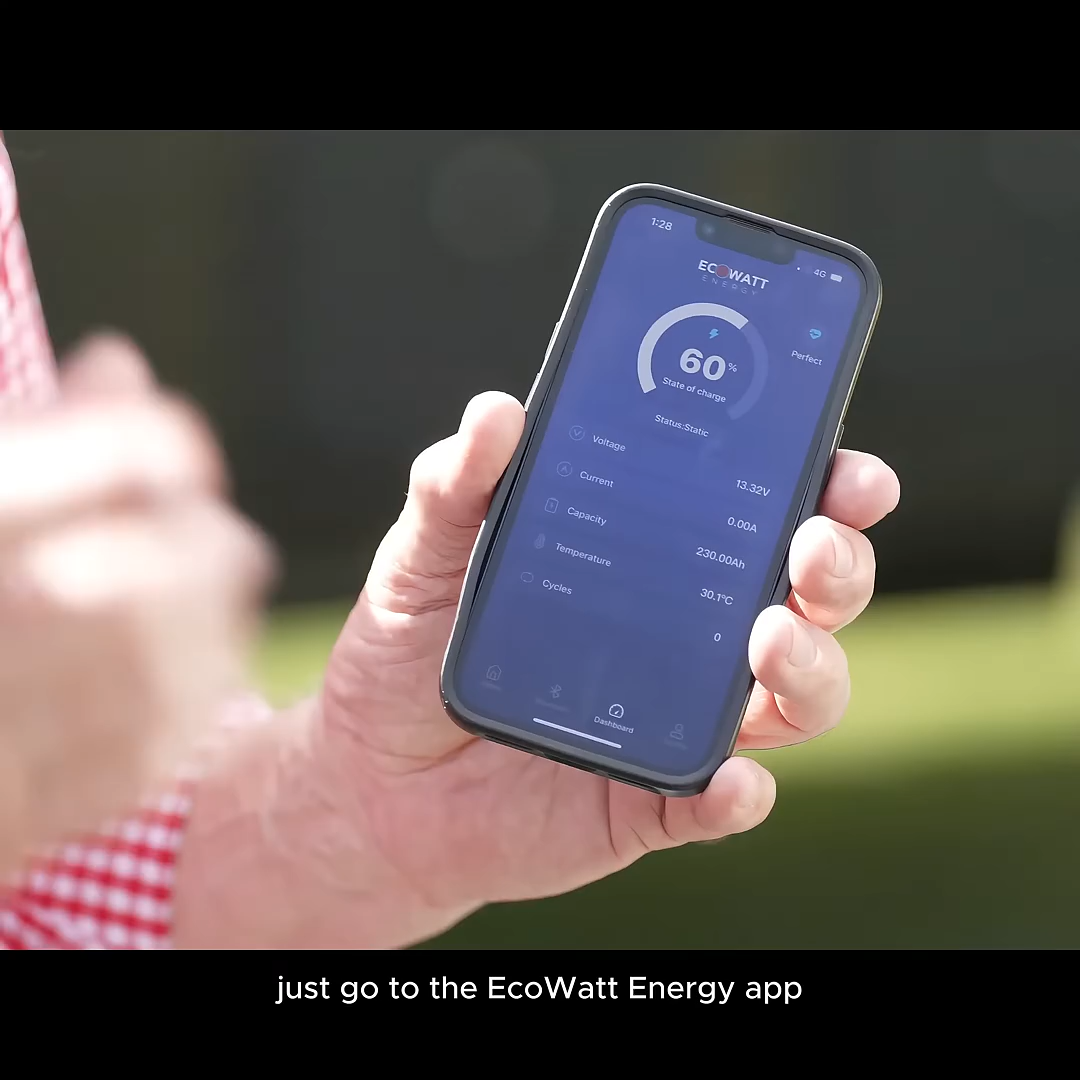 1:28
4G
ECOWATT
ENERGY
60%
State of charge
Perfect
Status:Static
Voltage
13.32V
Current
0.00A
Capacity
230.00Ah
Temperature
30.1°C
Cycles
0
Dashboard
just go to the EcoWatt Energy app